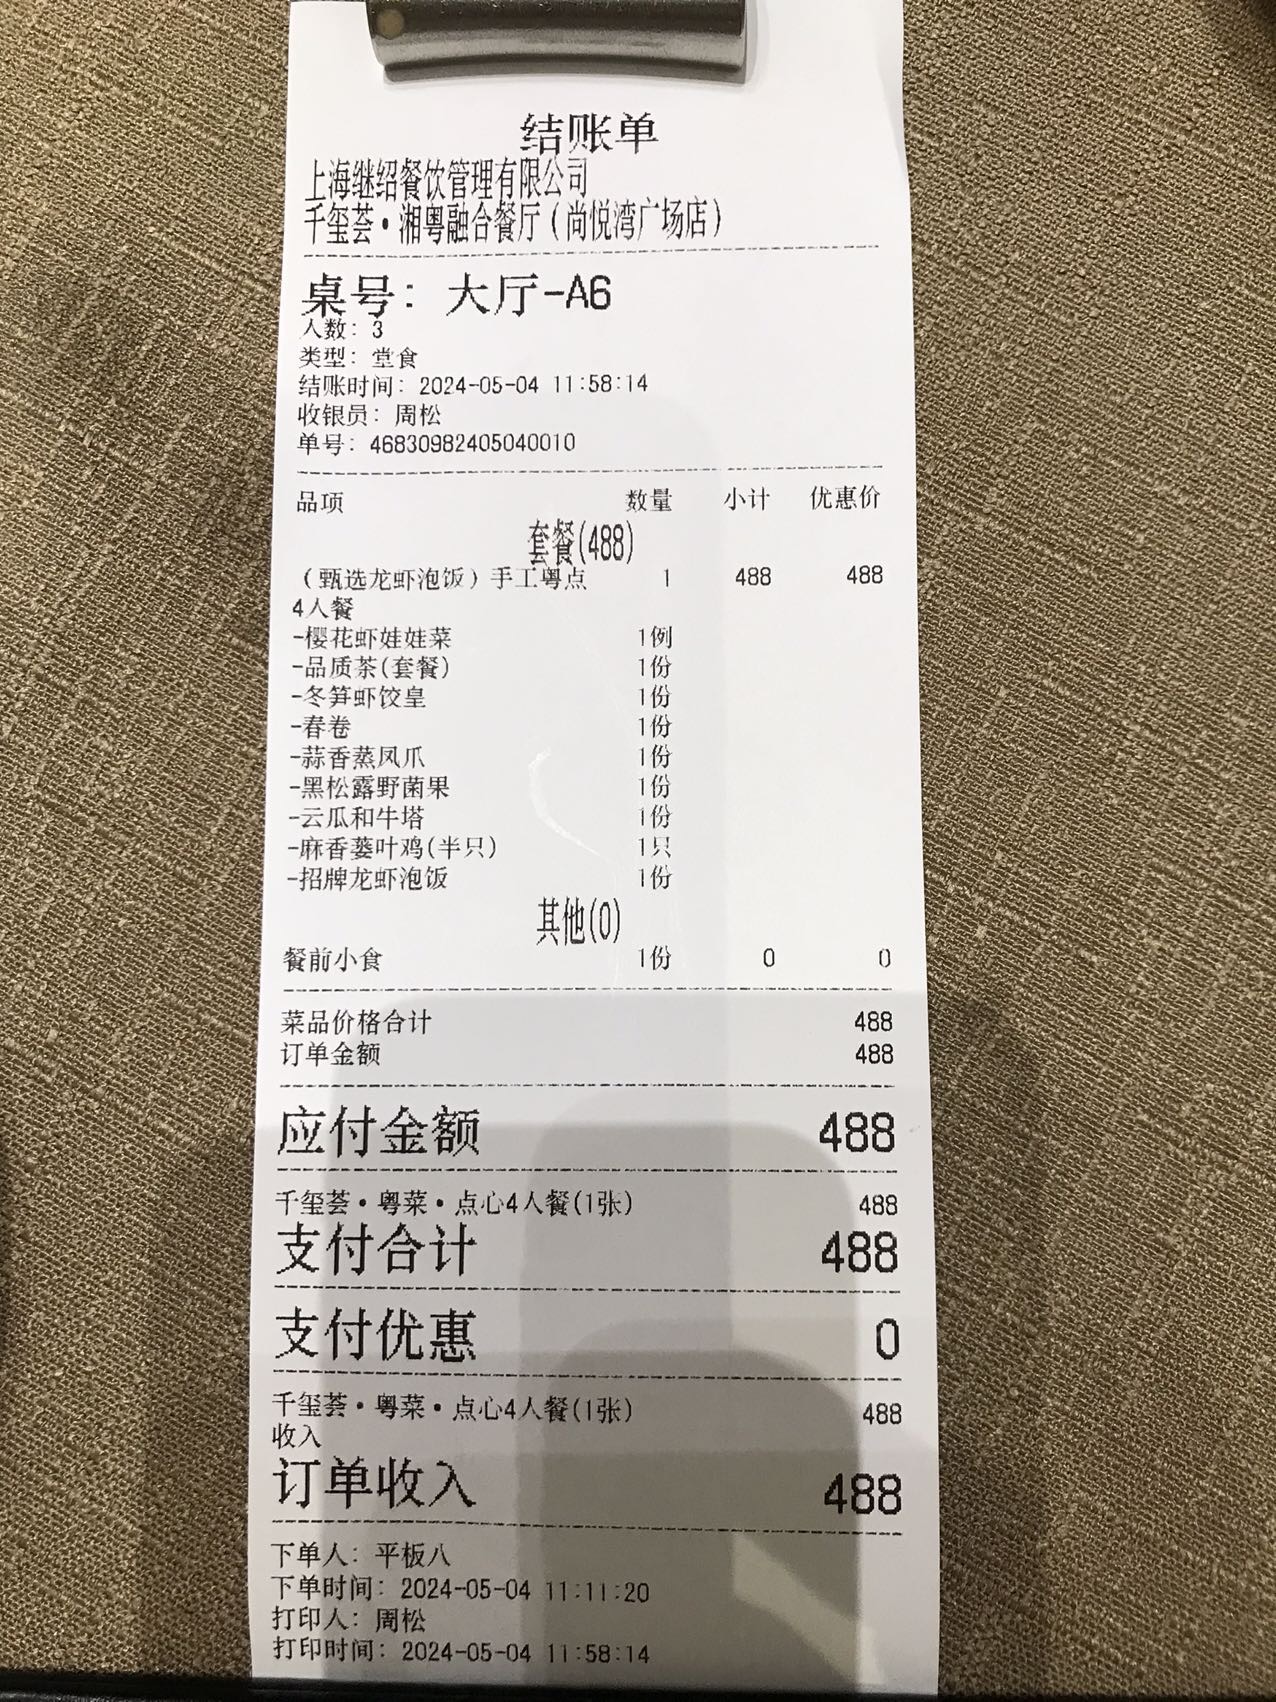 结账单
上海继绍餐饮管理有限公司
千玺荟·湘粤融合餐厅(尚悦湾广场店)
桌号: 大厅-A6
人数: 3
类型: 堂食
结账时间: 2024-05-04 11:58:14
收银员: 周松
单号: 46830982405040010
品项 数量 小计 优惠价
套餐(488)
(甄选龙虾泡饭)手工粤点 1 488 488
4人餐
-樱花虾娃娃菜 1例
-品质茶(套餐) 1份
-冬笋虾饺皇 1份
-春卷 1份
-蒜香蒸凤爪 1份
-黑松露野菌果 1份
-云瓜和牛塔 1份
-麻香蒌叶鸡(半只) 1只
-招牌龙虾泡饭 1份
其他(0)
餐前小食 1份 0 0
菜品价格合计 488
订单金额 488
应付金额 488
千玺荟·粤菜·点心4人餐(1张) 488
支付合计 488
支付优惠 0
千玺荟·粤菜·点心4人餐(1张) 488
收入
订单收入 488
下单人: 平板八
下单时间: 2024-05-04 11:11:20
打印人: 周松
打印时间: 2024-05-04 11:58:14